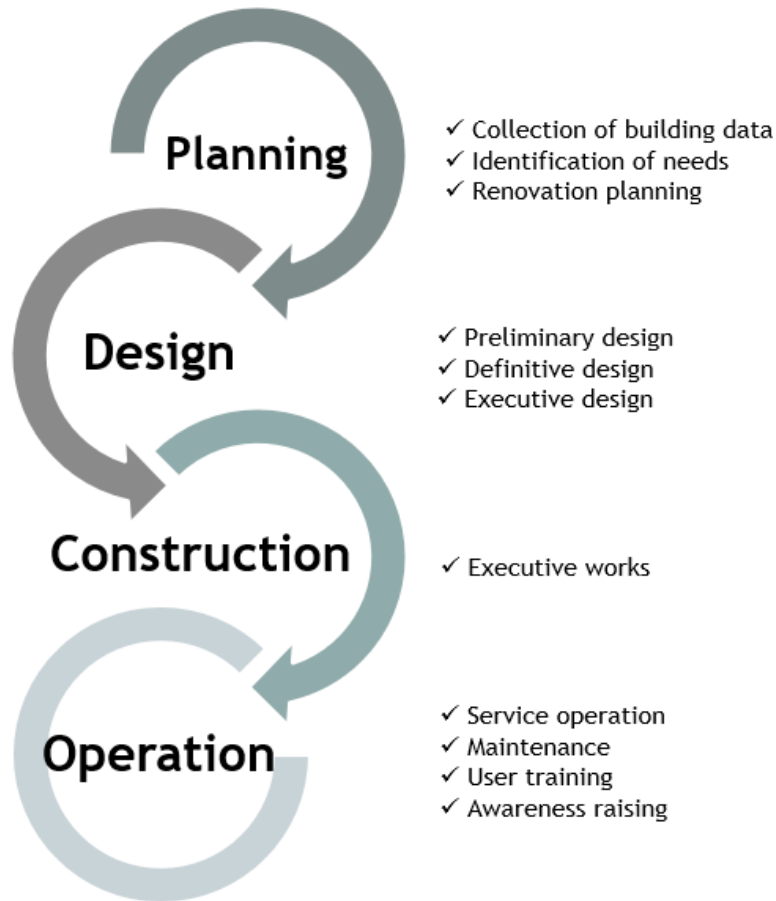 Planning
✓ Collection of building data
✓ Identification of needs
✓ Renovation planning
Design
✓ Preliminary design
✓ Definitive design
✓ Executive design
Construction
✓ Executive works
Operation
✓ Service operation
✓ Maintenance
✓ User training
✓ Awareness raising